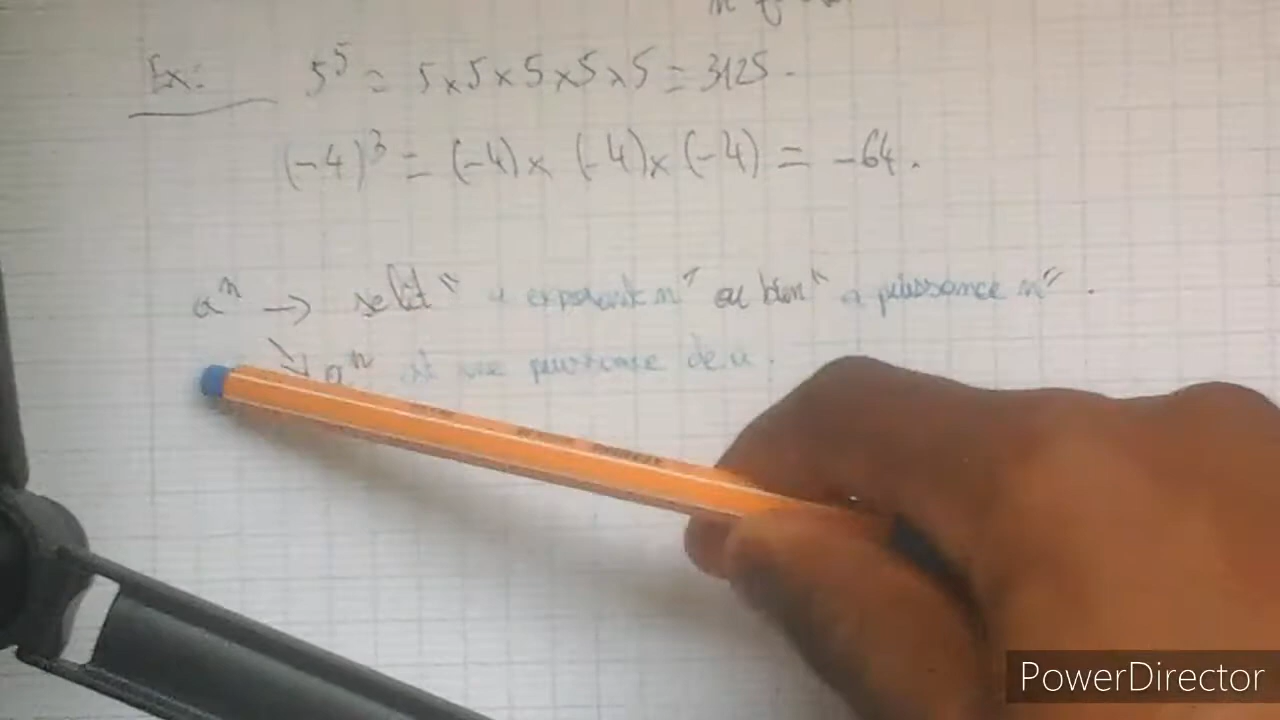 Ex: 5⁵ = 5 x 5 x 5 x 5 x 5 = 3125.
(-4)³ = (-4) x (-4) x (-4) = -64.
aⁿ → se lit " a exposant n " ou bien " a puissance n ".
↘ aⁿ est une puissance de a.
PowerDirector